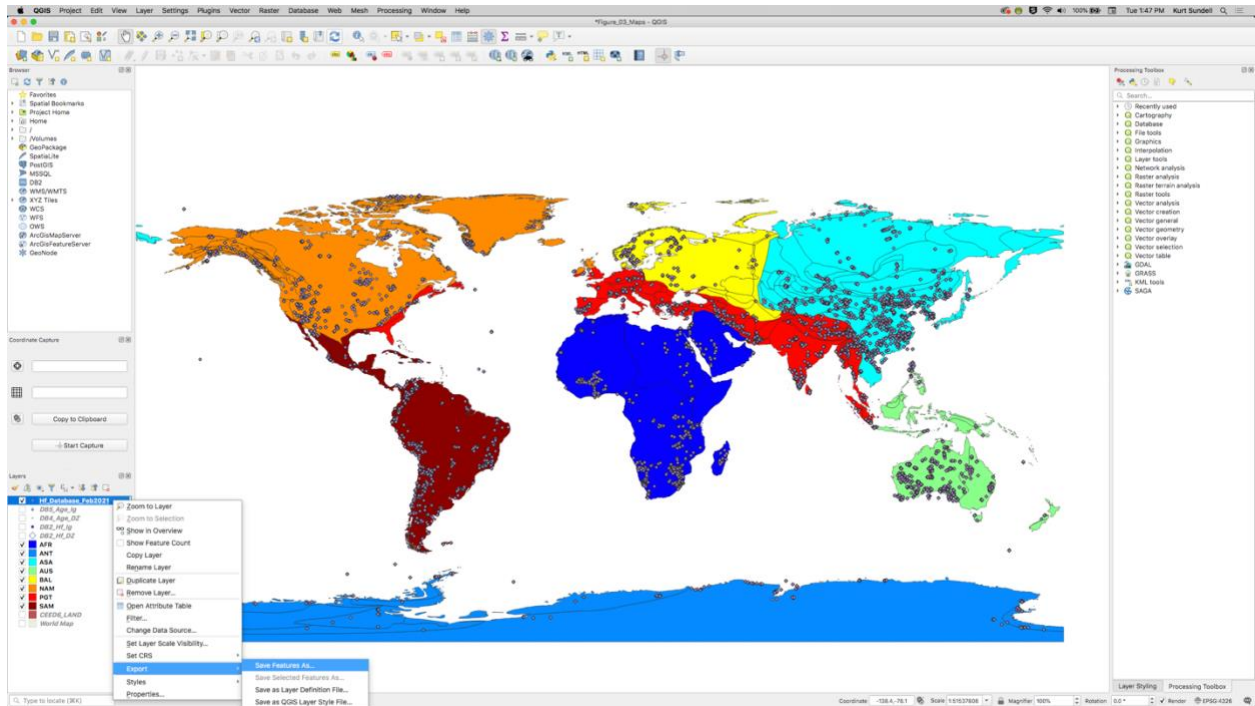 QGIS Project Edit View Layer Settings Plugins Vector Raster Database Web Mesh Processing Window Help
100% Tue 1:47 PM Kurt Sundell
*Figure_03_Maps - QGIS
Browser
Favorites
Spatial Bookmarks
Project Home
Home
/
/Volumes
GeoPackage
SpatiaLite
PostGIS
MSSQL
DB2
WMS/WMTS
XYZ Tiles
WCS
WFS
OWS
ArcGisMapServer
ArcGisFeatureServer
GeoNode
Coordinate Capture
Copy to Clipboard
Start Capture
Layers
Hf_Database_Feb2021
DB5_Age_Ig
DB4_Age_DZ
DB2_Hf_Ig
DB2_Hf_DZ
AFR
ANT
ASA
AUS
BAL
NAM
PGT
SAM
CEEDS_LAND
World Map
Zoom to Layer
Zoom to Selection
Show in Overview
Show Feature Count
Copy Layer
Rename Layer
Duplicate Layer
Remove Layer...
Open Attribute Table
Filter...
Change Data Source...
Set Layer Scale Visibility...
Set CRS
Export
Styles
Properties...
Save Features As...
Save Selected Features As...
Save as Layer Definition File...
Save as QGIS Layer Style File...
Processing Toolbox
Search...
Recently used
Cartography
Database
File tools
Graphics
Interpolation
Layer tools
Network analysis
Raster analysis
Raster terrain analysis
Raster tools
Vector analysis
Vector creation
Vector general
Vector geometry
Vector overlay
Vector selection
Vector table
GDAL
GRASS
KML tools
SAGA
Layer Styling Processing Toolbox
Type to locate (⌘K)
Coordinate -138.4,-76.1 Scale 1:51537808 Magnifier 100% Rotation 0.0° Render EPSG:4326